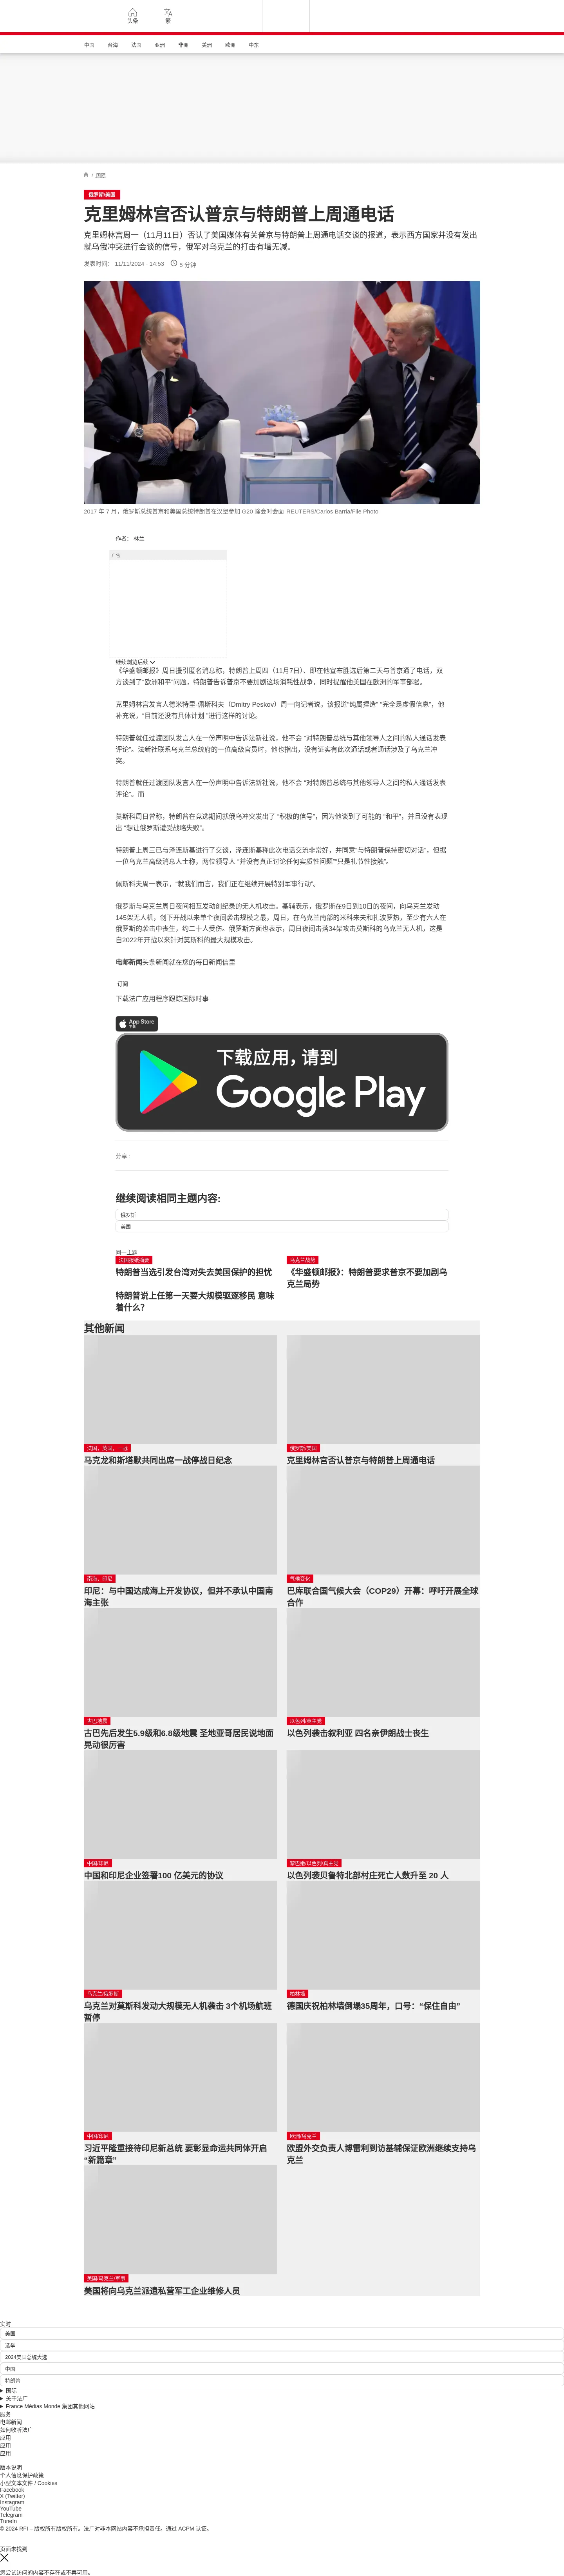 头条
繁
中国 台海 法国 亚洲 非洲 美洲 欧洲 中东
/ 国际
俄罗斯/美国
克里姆林宫否认普京与特朗普上周通电话
克里姆林宫周一（11月11日）否认了美国媒体有关普京与特朗普上周通电话交谈的报道，表示西方国家并没有发出
就乌俄冲突进行会谈的信号，俄军对乌克兰的打击有增无减。
发表时间： 11/11/2024 - 14:53 5 分钟
2017 年 7 月，俄罗斯总统普京和美国总统特朗普在汉堡参加 G20 峰会时会面 REUTERS/Carlos Barria/File Photo
作者： 林兰
广告
继续浏览后续
《华盛顿邮报》周日援引匿名消息称，特朗普上周四（11月7日）、即在他宣布胜选后第二天与普京通了电话，双
方谈到了“欧洲和平”问题，特朗普告诉普京不要加剧这场消耗性战争，同时提醒他美国在欧洲的军事部署。
克里姆林宫发言人德米特里-佩斯科夫（Dmitry Peskov）周一向记者说，该报道“纯属捏造” “完全是虚假信息”，他
补充说，“目前还没有具体计划 ”进行这样的讨论。
特朗普就任过渡团队发言人在一份声明中告诉法新社说，他不会 “对特朗普总统与其他领导人之间的私人通话发表
评论”。法新社联系乌克兰总统府的一位高级官员时，他也指出，没有证实有此次通话或者通话涉及了乌克兰冲
突。
特朗普就任过渡团队发言人在一份声明中告诉法新社说，他不会 “对特朗普总统与其他领导人之间的私人通话发表
评论”。而
莫斯科周日曾称，特朗普在竞选期间就俄乌冲突发出了 “积极的信号”，因为他谈到了可能的 “和平”，并且没有表现
出 “想让俄罗斯遭受战略失败”。
特朗普上周三已与泽连斯基进行了交谈，泽连斯基称此次电话交流非常好，并同意“与特朗普保持密切对话”，但据
一位乌克兰高级消息人士称，两位领导人 “并没有真正讨论任何实质性问题”“只是礼节性接触”。
佩斯科夫周一表示，“就我们而言，我们正在继续开展特别军事行动”。
俄罗斯与乌克兰周日夜间相互发动创纪录的无人机攻击。基辅表示，俄罗斯在9日到10日的夜间，向乌克兰发动
145架无人机，创下开战以来单个夜间袭击规模之最，周日，在乌克兰南部的米科来夫和扎波罗热，至少有六人在
俄罗斯的袭击中丧生，约二十人受伤。俄罗斯方面也表示，周日夜间击落34架攻击莫斯科的乌克兰无人机，这是
自2022年开战以来针对莫斯科的最大规模攻击。
电邮新闻头条新闻就在您的每日新闻信里
订阅
下载法广应用程序跟踪国际时事
App Store
下载
下载应用，请到
Google Play
分享 :
继续阅读相同主题内容:
俄罗斯
美国
同一主题
法国报纸摘要
特朗普当选引发台湾对失去美国保护的担忧
乌克兰战势
《华盛顿邮报》：特朗普要求普京不要加剧乌
克兰局势
特朗普说上任第一天要大规模驱逐移民 意味
着什么？
其他新闻
法国、英国、一战
马克龙和斯塔默共同出席一战停战日纪念
俄罗斯/美国
克里姆林宫否认普京与特朗普上周通电话
南海、印尼
印尼：与中国达成海上开发协议，但并不承认中国南
海主张
气候变化
巴库联合国气候大会（COP29）开幕：呼吁开展全球
合作
古巴地震
古巴先后发生5.9级和6.8级地震 圣地亚哥居民说地面
晃动很厉害
以色列/真主党
以色列袭击叙利亚 四名亲伊朗战士丧生
中国/印尼
中国和印尼企业签署100 亿美元的协议
黎巴嫩/以色列/真主党
以色列袭贝鲁特北部村庄死亡人数升至 20 人
乌克兰/俄罗斯
乌克兰对莫斯科发动大规模无人机袭击 3个机场航班
暂停
柏林墙
德国庆祝柏林墙倒塌35周年，口号：“保住自由”
中国/印尼
习近平隆重接待印尼新总统 要彰显命运共同体开启
“新篇章”
欧洲/乌克兰
欧盟外交负责人博雷利到访基辅保证欧洲继续支持乌
克兰
美国/乌克兰/军事
美国将向乌克兰派遣私营军工企业维修人员
实时
美国
选举
2024美国总统大选
中国
特朗普
国际
关于法广
France Médias Monde 集团其他网站
服务
电邮新闻
如何收听法广
应用
应用
应用
版本说明
个人信息保护政策
小型文本文件 / Cookies
Facebook
X (Twitter)
Instagram
YouTube
Telegram
TuneIn
© 2024 RFI – 版权所有版权所有。法广对非本网站内容不承担责任。通过 ACPM 认证。
页面未找到
您尝试访问的内容不存在或不再可用。